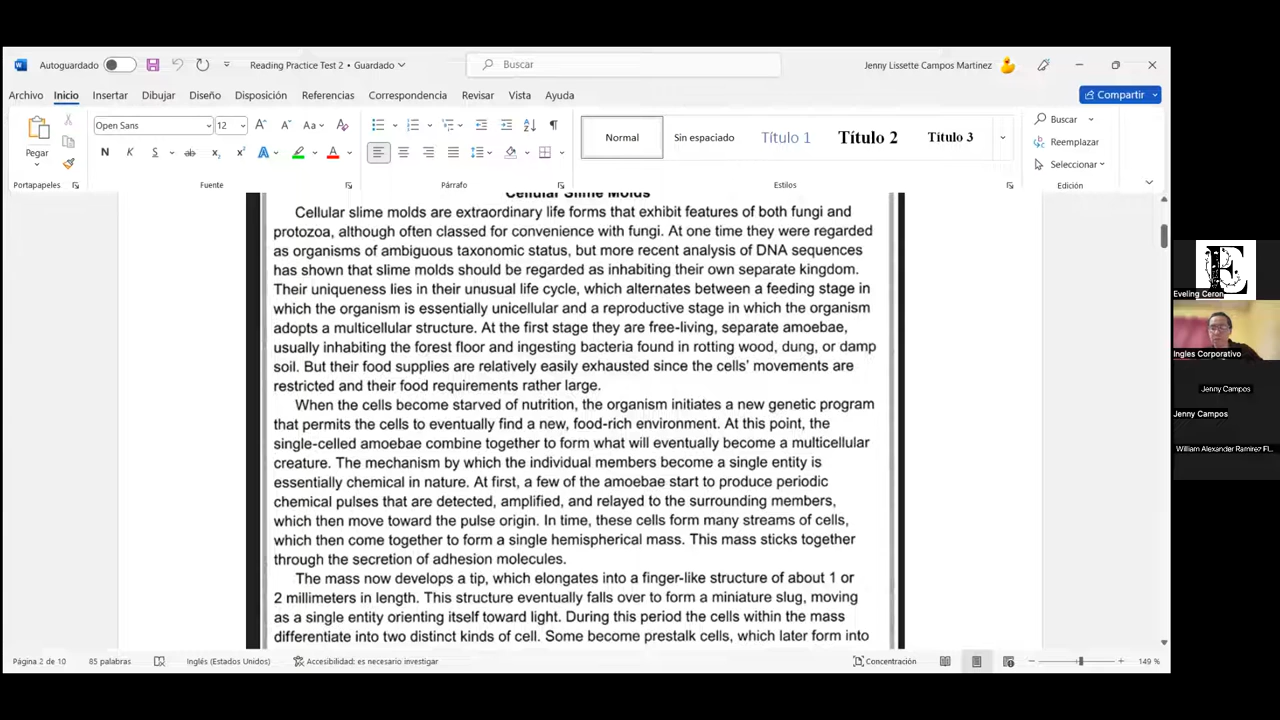 Autoguardado
Reading Practice Test 2 • Guardado
Buscar
Jenny Lissette Campos Martinez
Archivo Inicio Insertar Dibujar Diseño Disposición Referencias Correspondencia Revisar Vista Ayuda
Compartir
Pegar
Open Sans 12
Normal
Sin espaciado
Título 1
Título 2
Título 3
Buscar
Reemplazar
Seleccionar
Portapapeles Fuente Párrafo Estilos Edición
Cellular Slime Molds
Cellular slime molds are extraordinary life forms that exhibit features of both fungi and
protozoa, although often classed for convenience with fungi. At one time they were regarded
as organisms of ambiguous taxonomic status, but more recent analysis of DNA sequences
has shown that slime molds should be regarded as inhabiting their own separate kingdom.
Their uniqueness lies in their unusual life cycle, which alternates between a feeding stage in
which the organism is essentially unicellular and a reproductive stage in which the organism
adopts a multicellular structure. At the first stage they are free-living, separate amoebae,
usually inhabiting the forest floor and ingesting bacteria found in rotting wood, dung, or damp
soil. But their food supplies are relatively easily exhausted since the cells' movements are
restricted and their food requirements rather large.
When the cells become starved of nutrition, the organism initiates a new genetic program
that permits the cells to eventually find a new, food-rich environment. At this point, the
single-celled amoebae combine together to form what will eventually become a multicellular
creature. The mechanism by which the individual members become a single entity is
essentially chemical in nature. At first, a few of the amoebae start to produce periodic
chemical pulses that are detected, amplified, and relayed to the surrounding members,
which then move toward the pulse origin. In time, these cells form many streams of cells,
which then come together to form a single hemispherical mass. This mass sticks together
through the secretion of adhesion molecules.
The mass now develops a tip, which elongates into a finger-like structure of about 1 or
2 millimeters in length. This structure eventually falls over to form a miniature slug, moving
as a single entity orienting itself toward light. During this period the cells within the mass
differentiate into two distinct kinds of cell. Some become prestalk cells, which later form into
Página 2 de 10 85 palabras Inglés (Estados Unidos) Accesibilidad: es necesario investigar Concentración 149 %
Eveling Ceron
Ingles Corporativo
Jenny Campos
Jenny Campos
William Alexander Ramirez Fl...